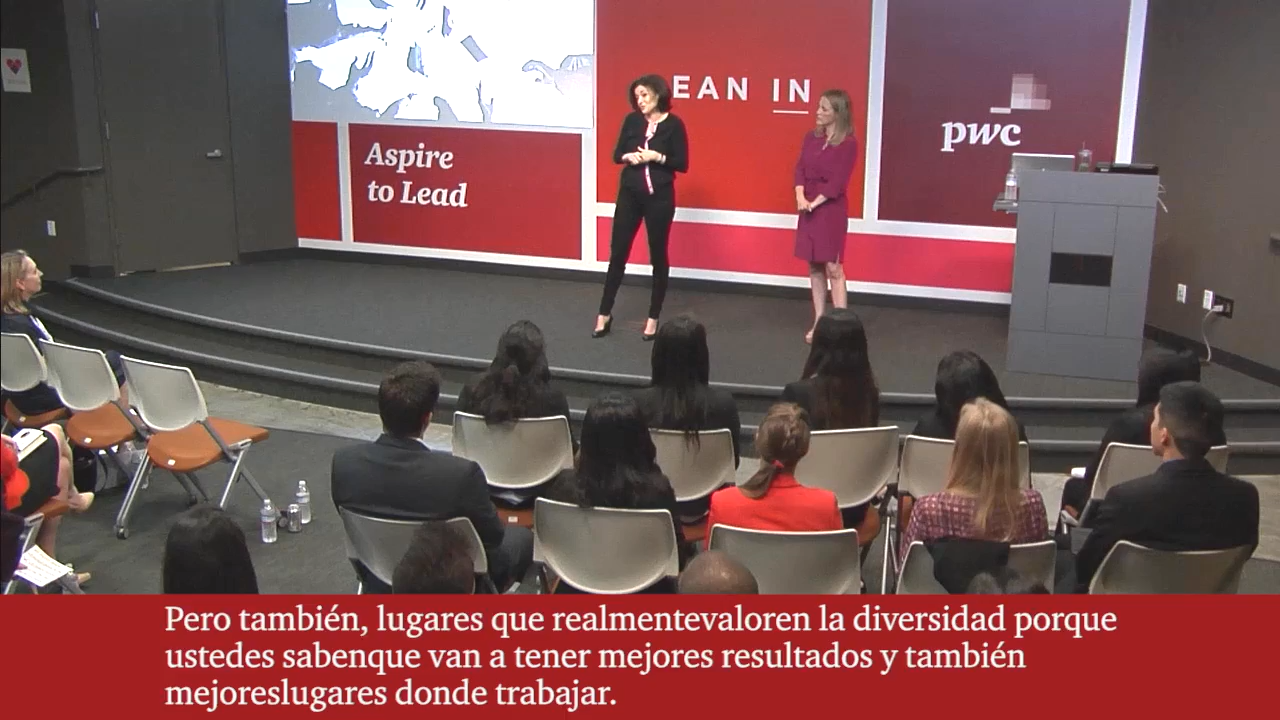 EAN IN
Aspire
to Lead
pwc
Pero también, lugares que realmentevaloren la diversidad porque
ustedes sabenque van a tener mejores resultados y también
mejoreslugares donde trabajar.